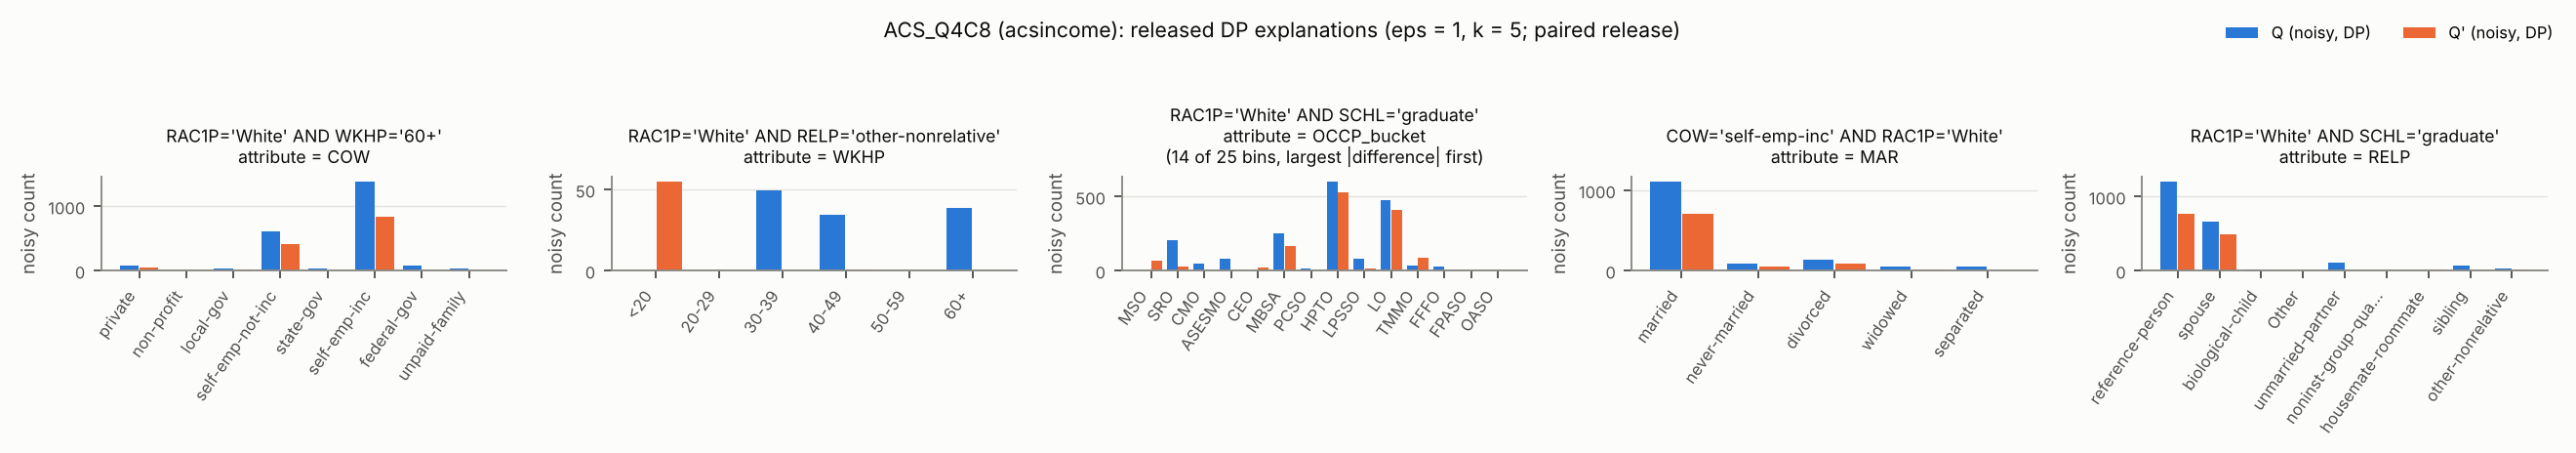 ACS_Q4C8 (acsincome): released DP explanations (eps = 1, k = 5; paired release)
Q (noisy, DP)
Q' (noisy, DP)
RAC1P='White' AND WKHP='60+'
attribute = COW
noisy count
1000
0
private
non-profit
local-gov
self-emp-not-inc
state-gov
self-emp-inc
federal-gov
unpaid-family
RAC1P='White' AND RELP='other-nonrelative'
attribute = WKHP
noisy count
50
0
<20
20-29
30-39
40-49
50-59
60+
RAC1P='White' AND SCHL='graduate'
attribute = OCCP_bucket
(14 of 25 bins, largest |difference| first)
noisy count
500
0
MSO
SRO
CMO
ASESMO
CEO
MBSA
PCSO
HPTO
LPSSO
LO
TMMO
FFFO
FPASO
OASO
COW='self-emp-inc' AND RAC1P='White'
attribute = MAR
noisy count
1000
0
married
never-married
divorced
widowed
separated
RAC1P='White' AND SCHL='graduate'
attribute = RELP
noisy count
1000
0
reference-person
spouse
biological-child
Other
unmarried-partner
noninst-group-qua...
housemate-roommate
sibling
other-nonrelative